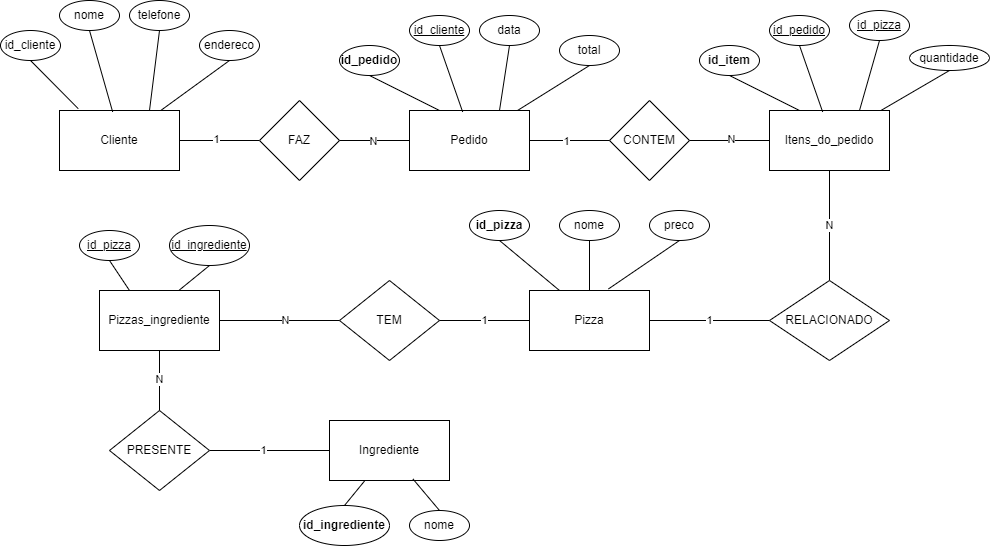 nome
telefone
id_cliente
endereco
Cliente
1
FAZ
N
id_pedido
id_cliente
data
total
Pedido
1
CONTEM
N
id_item
id_pedido
id_pizza
quantidade
Itens_do_pedido
N
RELACIONADO
1
id_pizza
nome
preco
Pizza
1
TEM
N
id_pizza
id_ingrediente
Pizzas_ingrediente
N
PRESENTE
1
Ingrediente
id_ingrediente
nome